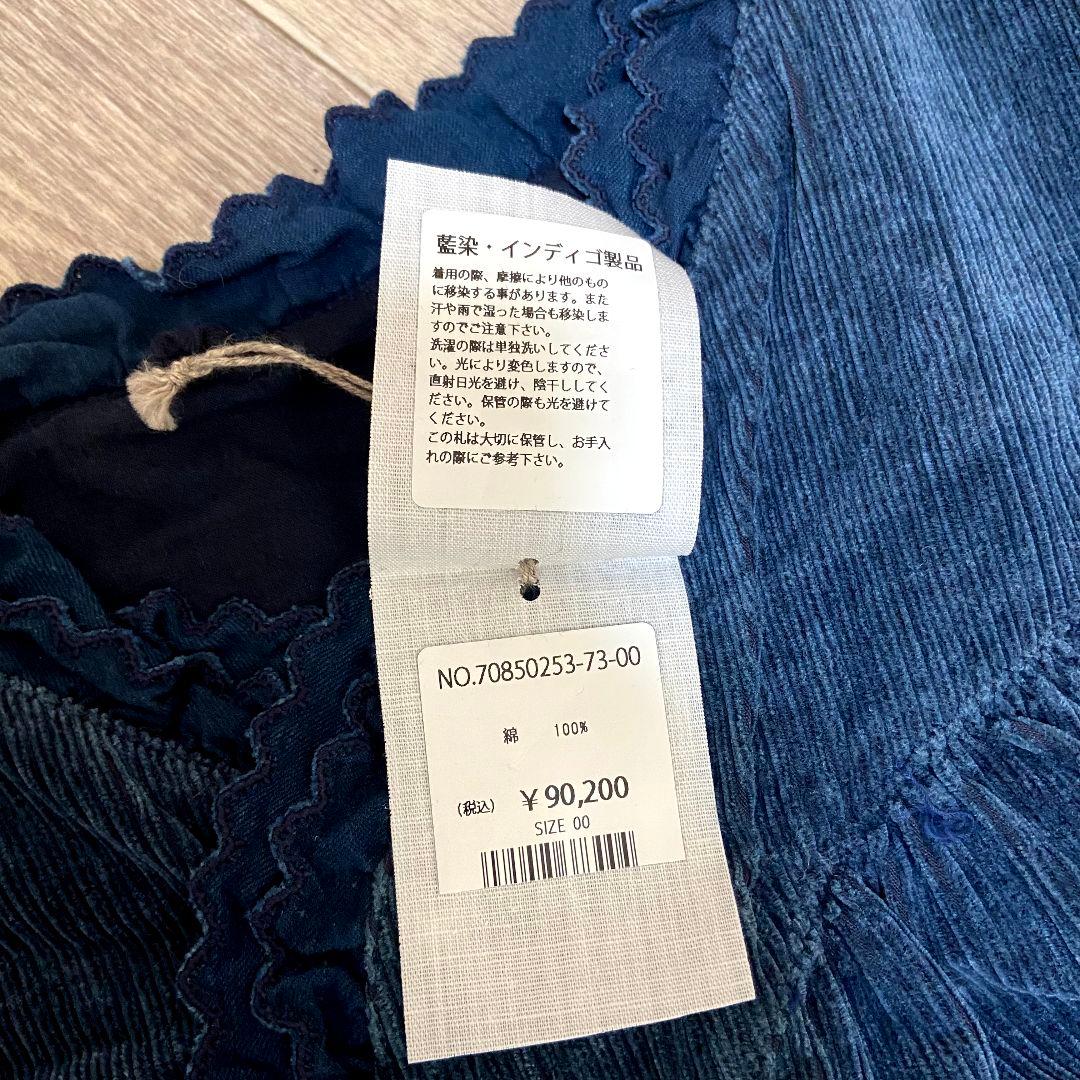 藍染・インディゴ製品
着用の際、摩擦により他のもの
に移染する事があります。また
汗や雨で湿った場合も移染しま
すのでご注意下さい。
洗濯の際は単独洗いしてくださ
い。光により変色しますので、
直射日光を避け、陰干ししてく
ださい。保管の際も光を避けて
ください。
この札は大切に保管し、お手入
れの際にご参考下さい。
NO.70850253-73-00
綿 100%
(税込) ¥90,200
SIZE 00